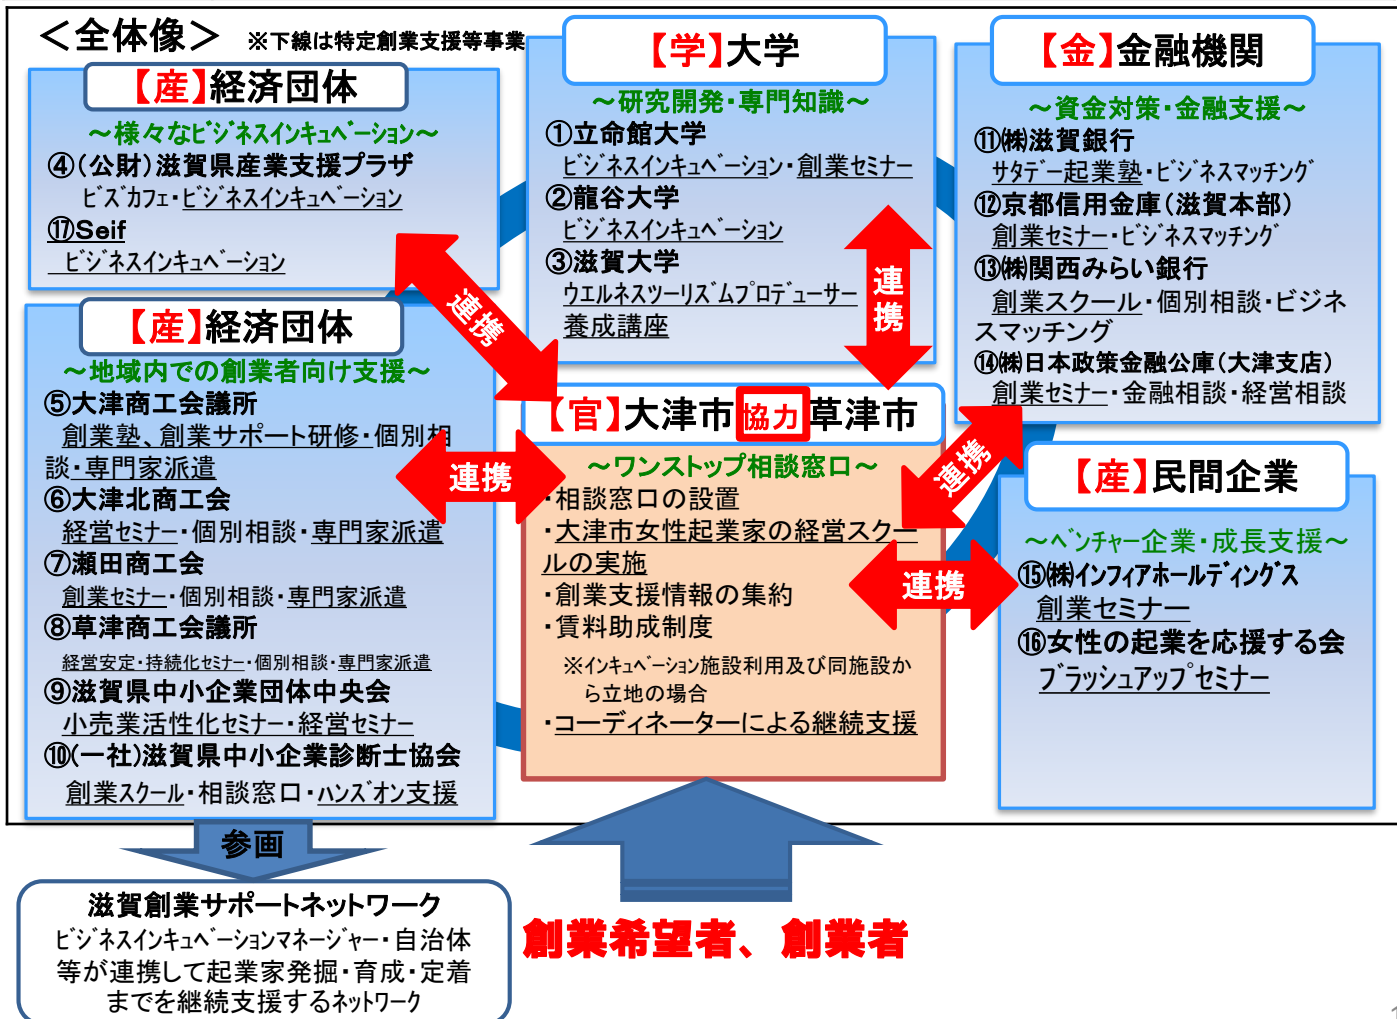 ＜全体像＞ ※下線は特定創業支援等事業
【産】経済団体
～様々なﾋﾞｼﾞﾈｽｲﾝｷｭﾍﾞｰｼｮﾝ～
④(公財)滋賀県産業支援プラザ
ﾋﾞｽﾞｶﾌｪ・ﾋﾞｼﾞﾈｽｲﾝｷｭﾍﾞｰｼｮﾝ
⑰Seif
ﾋﾞｼﾞﾈｽｲﾝｷｭﾍﾞｰｼｮﾝ
【産】経済団体
～地域内での創業者向け支援～
⑤大津商工会議所
創業塾、創業サポート研修・個別相
談・専門家派遣
⑥大津北商工会
経営ｾﾐﾅｰ・個別相談・専門家派遣
⑦瀬田商工会
創業ｾﾐﾅｰ・個別相談・専門家派遣
⑧草津商工会議所
経営安定・持続化ｾﾐﾅｰ・個別相談・専門家派遣
⑨滋賀県中小企業団体中央会
小売業活性化セミナー・経営セミナー
⑩(一社)滋賀県中小企業診断士協会
創業ｽｸｰﾙ・相談窓口・ﾊﾝｽﾞｵﾝ支援
【学】大学
～研究開発・専門知識～
①立命館大学
ﾋﾞｼﾞﾈｽｲﾝｷｭﾍﾞｰｼｮﾝ・創業セミナー
②龍谷大学
ﾋﾞｼﾞﾈｽｲﾝｷｭﾍﾞｰｼｮﾝ
③滋賀大学
ｳｴﾙﾈｽﾂｰﾘｽﾞﾑﾌﾟﾛﾃﾞｭｰｻｰ
養成講座
【金】金融機関
～資金対策・金融支援～
⑪㈱滋賀銀行
ｻﾀﾃﾞｰ起業塾・ﾋﾞｼﾞﾈｽﾏｯﾁﾝｸﾞ
⑫京都信用金庫(滋賀本部)
創業ｾﾐﾅｰ・ﾋﾞｼﾞﾈｽﾏｯﾁﾝｸﾞ
⑬㈱関西みらい銀行
創業スクール・個別相談・ビジネ
スマッチング
⑭㈱日本政策金融公庫(大津支店)
創業ｾﾐﾅｰ・金融相談・経営相談
連携
連携
連携
連携
連携
【官】大津市 協力 草津市
～ワンストップ相談窓口～
・相談窓口の設置
・大津市女性起業家の経営スクー
ルの実施
・創業支援情報の集約
・賃料助成制度
※ｲﾝｷｭﾍﾞｰｼｮﾝ施設利用及び同施設か
ら立地の場合
・コーディネーターによる継続支援
【産】民間企業
～ﾍﾞﾝﾁｬｰ企業・成長支援～
⑮㈱ｲﾝﾌｨｱﾎｰﾙﾃﾞｨﾝｸﾞｽ
創業セミナー
⑯女性の起業を応援する会
ﾌﾞﾗｯｼｭｱｯﾌﾟｾﾐﾅｰ
参画
滋賀創業サポートネットワーク
ﾋﾞｼﾞﾈｽｲﾝｷｭﾍﾞｰｼｮﾝﾏﾈｰｼﾞｬｰ・自治体
等が連携して起業家発掘・育成・定着
までを継続支援するﾈｯﾄﾜｰｸ
創業希望者、創業者